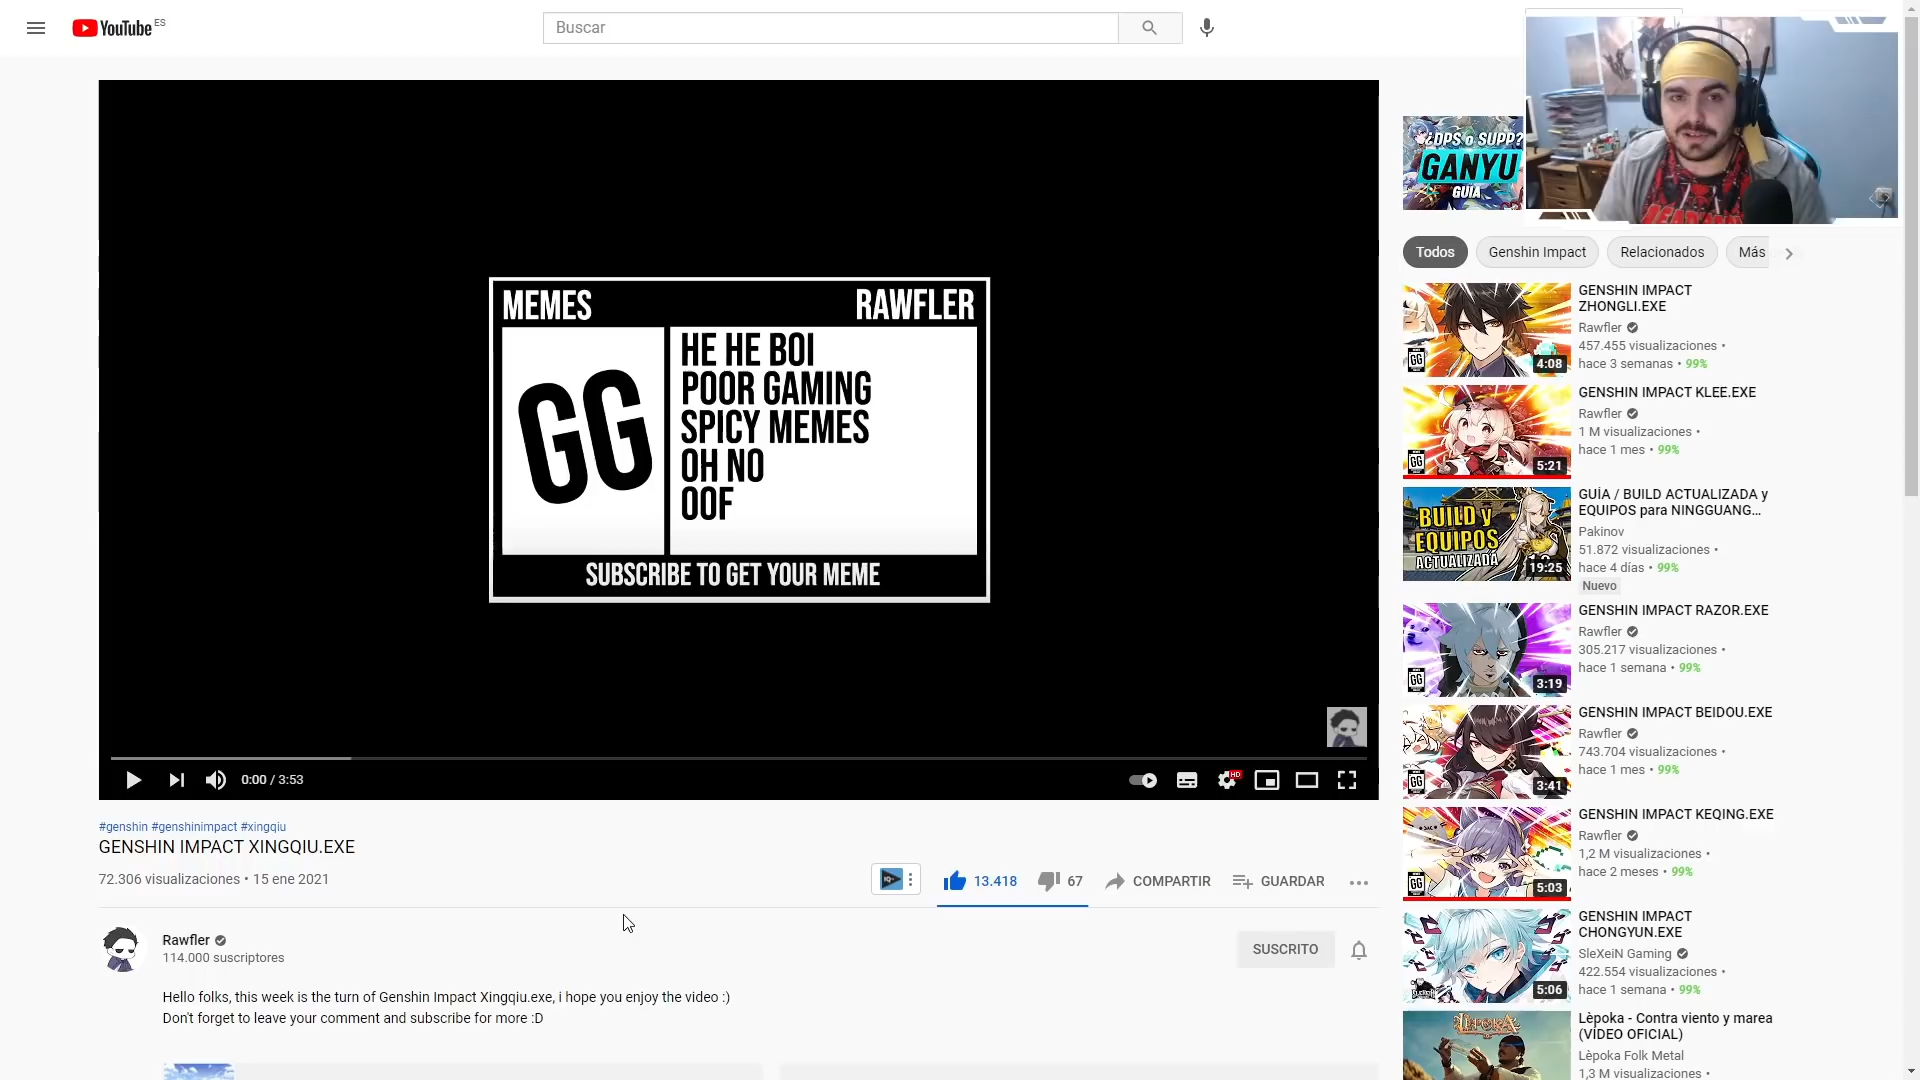 YouTube ES
Buscar
MEMES RAWFLER
GG
HE HE BOI
POOR GAMING
SPICY MEMES
OH NO
OOF
SUBSCRIBE TO GET YOUR MEME
0:00 / 3:53
HD
#genshin #genshinimpact #xingqiu
GENSHIN IMPACT XINGQIU.EXE
72.306 visualizaciones • 15 ene 2021
13.418
67
COMPARTIR
GUARDAR
Rawfler
114.000 suscriptores
SUSCRITO
Hello folks, this week is the turn of Genshin Impact Xingqiu.exe, i hope you enjoy the video :)
Don't forget to leave your comment and subscribe for more :D
¿DPS o SUPP?
GANYU
GUIA
Todos
Genshin Impact
Relacionados
Más
GG
4:08
GENSHIN IMPACT
ZHONGLI.EXE
Rawfler
457.455 visualizaciones •
hace 3 semanas • 99%
GG
5:21
GENSHIN IMPACT KLEE.EXE
Rawfler
1 M visualizaciones •
hace 1 mes • 99%
BUILD y
EQUIPOS
ACTUALIZADA
19:25
GUÍA / BUILD ACTUALIZADA y
EQUIPOS para NINGGUANG...
Pakinov
51.872 visualizaciones •
hace 4 días • 99%
Nuevo
GG
3:19
GENSHIN IMPACT RAZOR.EXE
Rawfler
305.217 visualizaciones •
hace 1 semana • 99%
GG
3:41
GENSHIN IMPACT BEIDOU.EXE
Rawfler
743.704 visualizaciones •
hace 1 mes • 99%
GG
5:03
GENSHIN IMPACT KEQING.EXE
Rawfler
1,2 M visualizaciones •
hace 2 meses • 99%
5:06
GENSHIN IMPACT
CHONGYUN.EXE
SleXeiN Gaming
422.554 visualizaciones •
hace 1 semana • 99%
LÈPOKA
Lèpoka - Contra viento y marea
(VÍDEO OFICIAL)
Lèpoka Folk Metal
1,3 M visualizaciones •